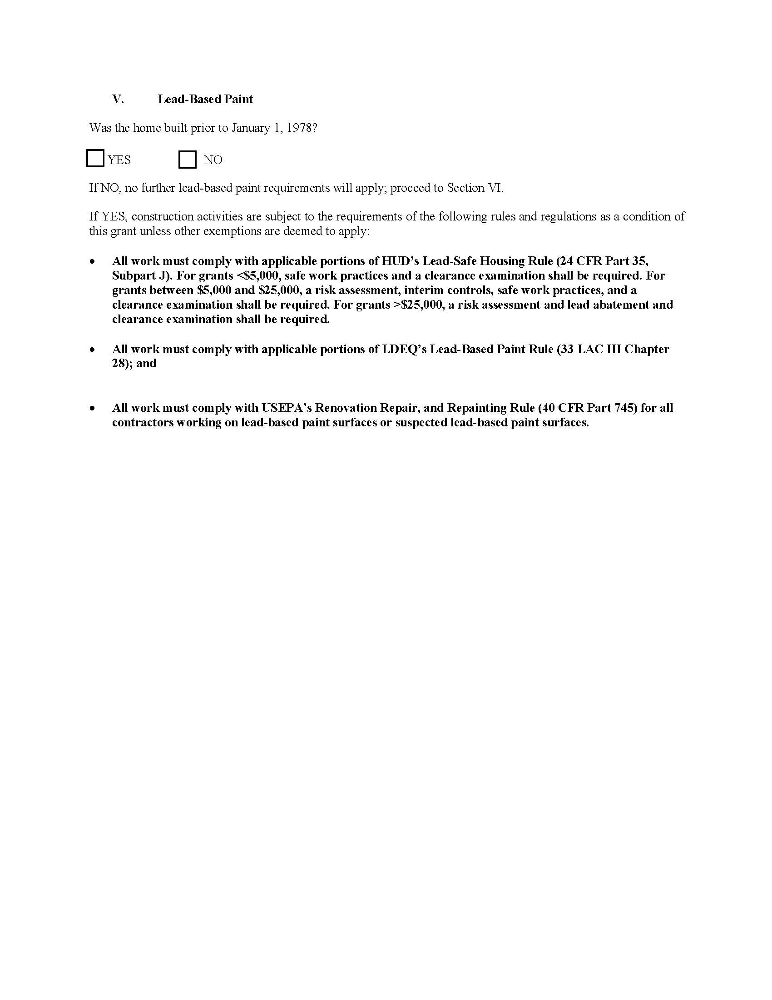 V. Lead-Based Paint
Was the home built prior to January 1, 1978?
YES NO
If NO, no further lead-based paint requirements will apply; proceed to Section VI.
If YES, construction activities are subject to the requirements of the following rules and regulations as a condition of
this grant unless other exemptions are deemed to apply:
• All work must comply with applicable portions of HUD’s Lead-Safe Housing Rule (24 CFR Part 35,
Subpart J). For grants <$5,000, safe work practices and a clearance examination shall be required. For
grants between $5,000 and $25,000, a risk assessment, interim controls, safe work practices, and a
clearance examination shall be required. For grants >$25,000, a risk assessment and lead abatement and
clearance examination shall be required.
• All work must comply with applicable portions of LDEQ’s Lead-Based Paint Rule (33 LAC III Chapter
28); and
• All work must comply with USEPA’s Renovation Repair, and Repainting Rule (40 CFR Part 745) for all
contractors working on lead-based paint surfaces or suspected lead-based paint surfaces.